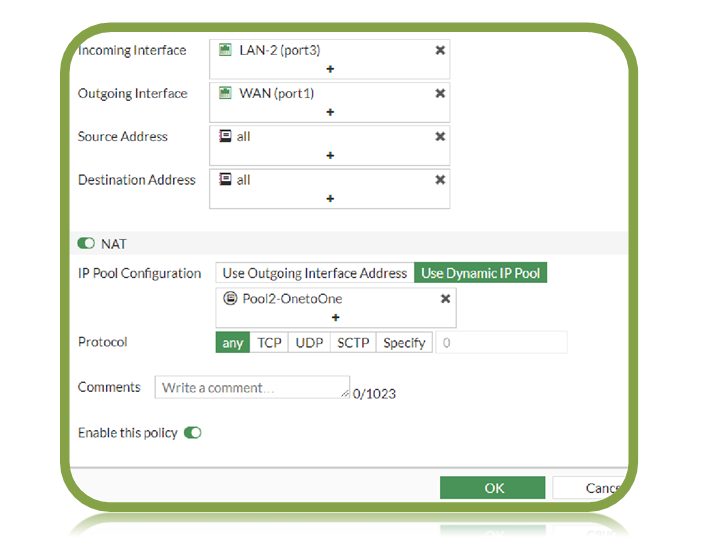 Incoming Interface LAN-2 (port3)
+
Outgoing Interface WAN (port1)
+
Source Address all
+
Destination Address all
+
NAT
IP Pool Configuration Use Outgoing Interface Address Use Dynamic IP Pool
Pool2-OnetoOne
+
Protocol any TCP UDP SCTP Specify 0
Comments Write a comment... 0/1023
Enable this policy
OK Cance